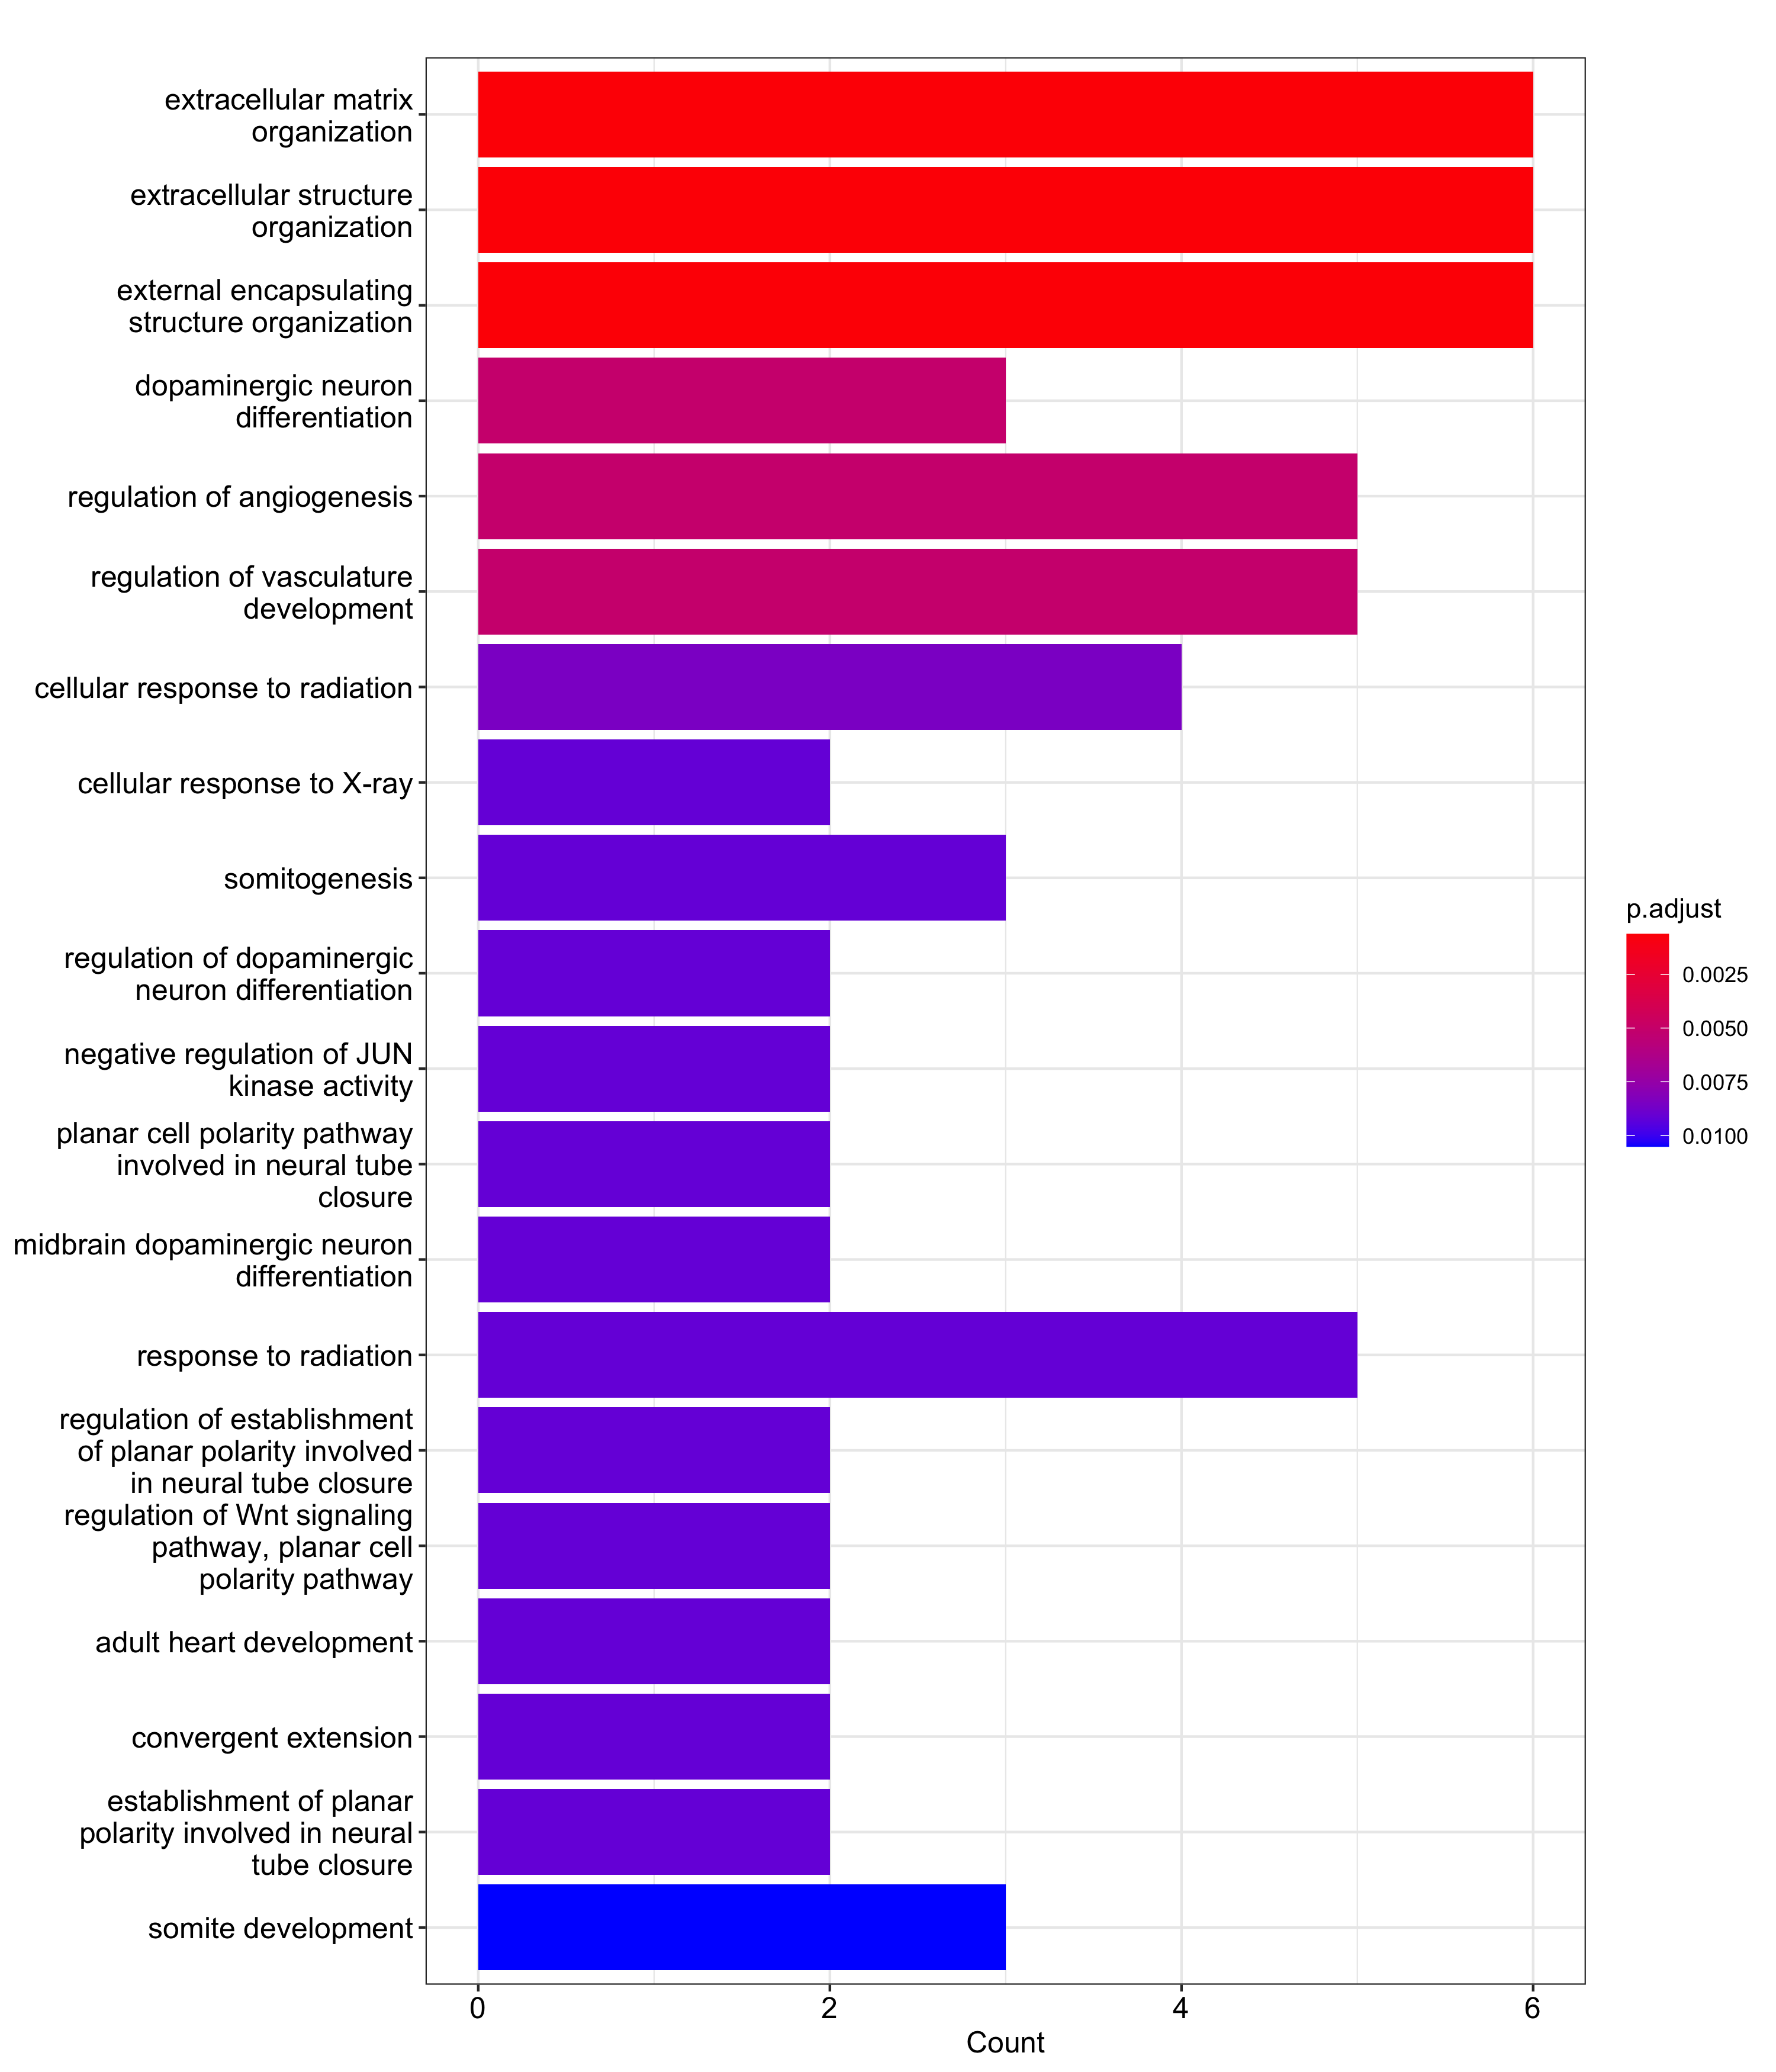 extracellular matrix
organization
extracellular structure
organization
external encapsulating
structure organization
dopaminergic neuron
differentiation
regulation of angiogenesis
regulation of vasculature
development
cellular response to radiation
cellular response to X-ray
somitogenesis
regulation of dopaminergic
neuron differentiation
negative regulation of JUN
kinase activity
planar cell polarity pathway
involved in neural tube
closure
midbrain dopaminergic neuron
differentiation
response to radiation
regulation of establishment
of planar polarity involved
in neural tube closure
regulation of Wnt signaling
pathway, planar cell
polarity pathway
adult heart development
convergent extension
establishment of planar
polarity involved in neural
tube closure
somite development
0 2 4 6
Count
p.adjust
0.0025
0.0050
0.0075
0.0100